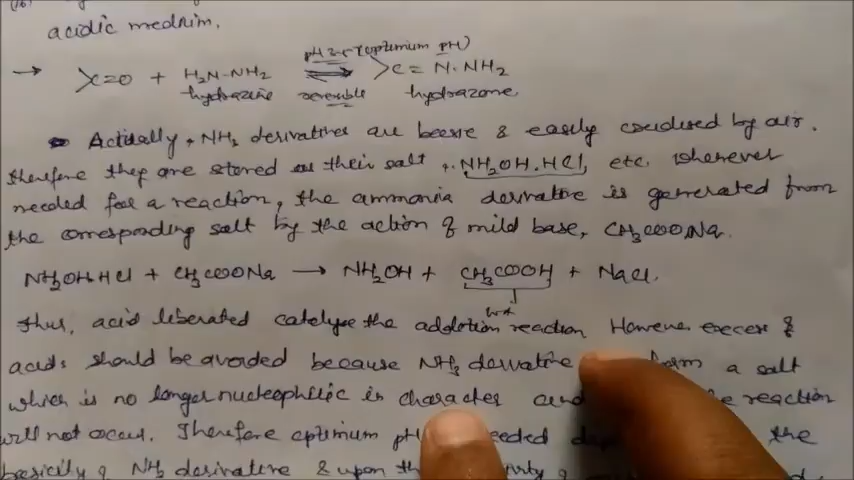 acidic medium.
→ >C=O + H2N-NH2 ⇌ >C=N·NH2
pH 3-5 (optimum pH)
hydrazine reversible hydrazone
Actually, NH3 derivatives are basic & easily oxidised by air.
therefore they are stored as their salt NH2OH.HCl, etc. Whenever
needed for a reaction, the ammonia derivative is generated from
the corresponding salt by the action of mild base, CH3COONa.
NH2OH.HCl + CH3COONa → NH2OH + CH3COOH + NaCl.
Thus, acid liberated catalyse the addition reaction However excess of
acids should be avoided because NH3 derivative form a salt
which is no longer nucleophilic in character and reaction
will not occur. Therefore optimum pH needed the
basicity of NH3 derivative & upon